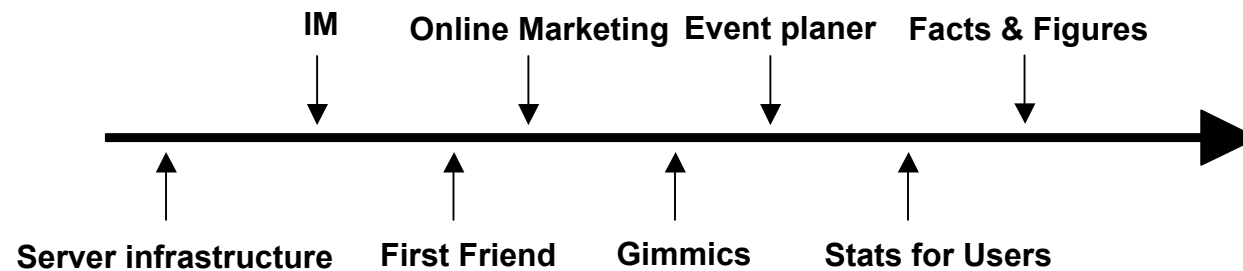 IM
Online Marketing
Event planer
Facts & Figures
Server infrastructure
First Friend
Gimmics
Stats for Users